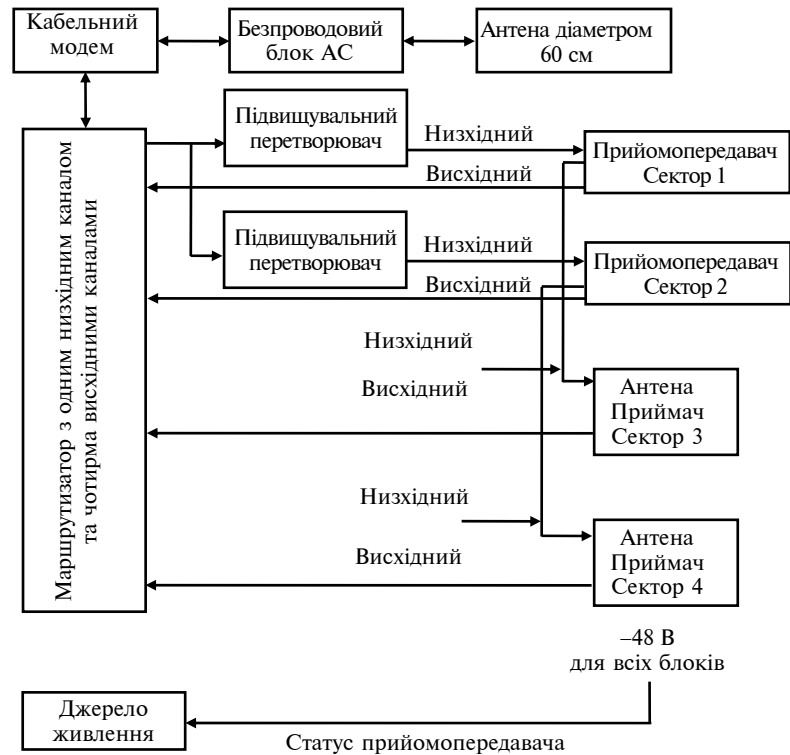 Кабельний
модем
Безпроводовий
блок АС
Антена діаметром
60 см
Маршрутизатор з одним низхідним каналом
та чотирма висхідними каналами
Підвищувальний
перетворювач
Низхідний
Прийомопередавач
Сектор 1
Висхідний
Підвищувальний
перетворювач
Низхідний
Прийомопередавач
Сектор 2
Висхідний
Низхідний
Висхідний
Антена
Приймач
Сектор 3
Низхідний
Висхідний
Антена
Приймач
Сектор 4
–48 В
для всіх блоків
Джерело
живлення
Статус прийомопередавача